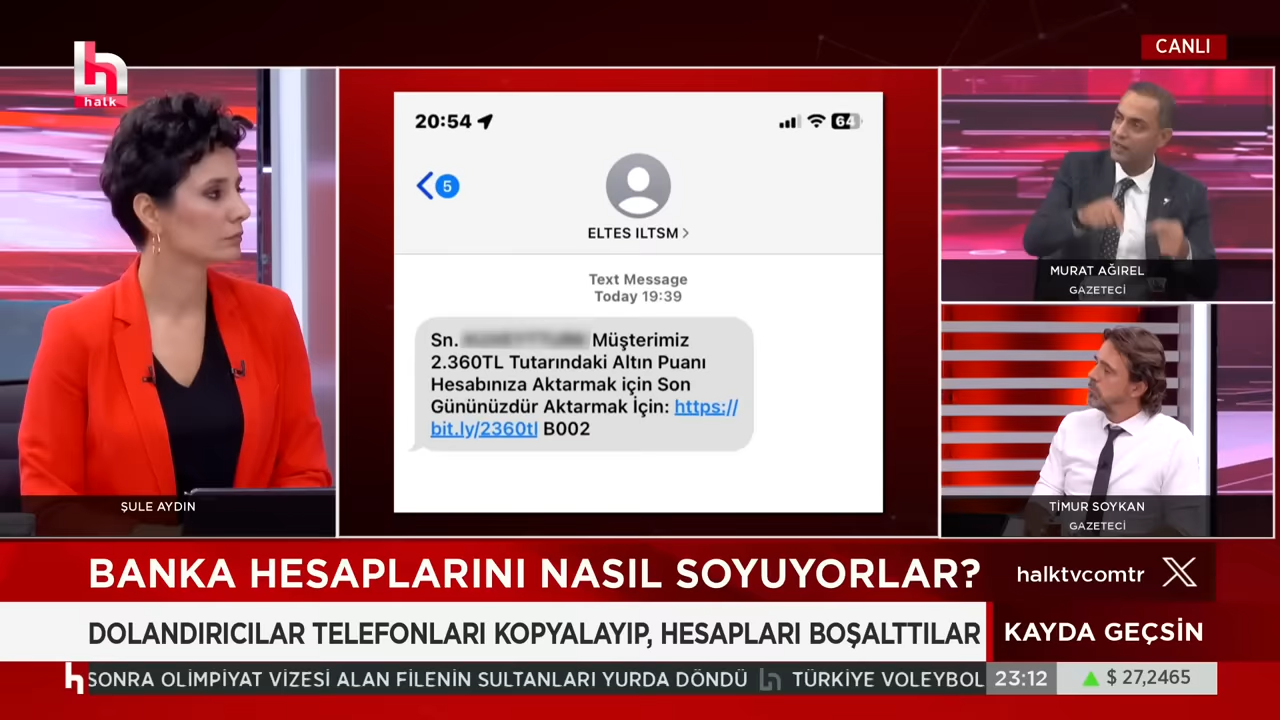 CANLI
h
halk
20:54
64
5
ELTES ILTSM
Text Message
Today 19:39
Sn. Müşterimiz
2.360TL Tutarındaki Altın Puanı
Hesabınıza Aktarmak için Son
Gününüzdür Aktarmak İçin: https://
bit.ly/2360tl B002
MURAT AĞIREL
GAZETECİ
ŞULE AYDIN
TİMUR SOYKAN
GAZETECİ
BANKA HESAPLARINI NASIL SOYUYORLAR?
halktvcomtr X
DOLANDIRICILAR TELEFONLARI KOPYALAYIP, HESAPLARI BOŞALTTILAR
KAYDA GEÇSİN
h SONRA OLİMPİYAT VİZESİ ALAN FİLENİN SULTANLARI YURDA DÖNDÜ h TÜRKİYE VOLEYBOL 23:12 $ 27,2465